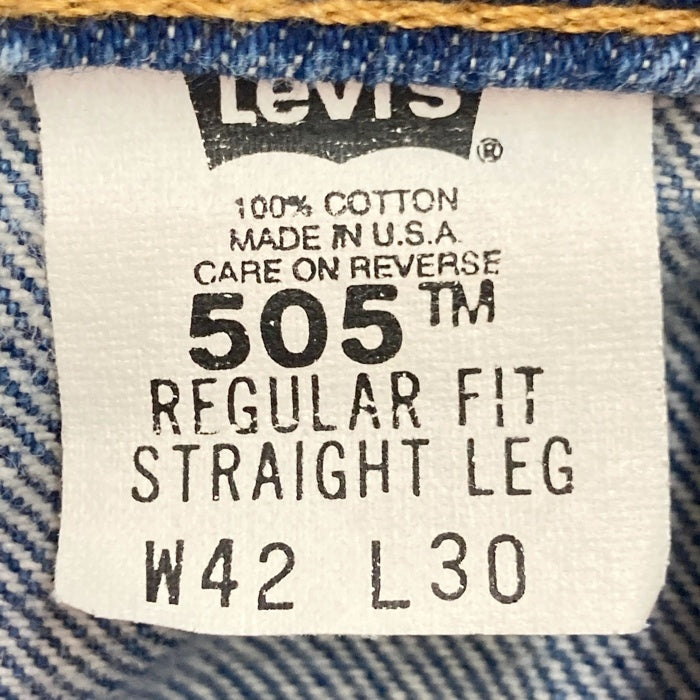 Levi's
®
100% COTTON
MADE IN U.S.A.
CARE ON REVERSE
505™
REGULAR FIT
STRAIGHT LEG
W42 L30